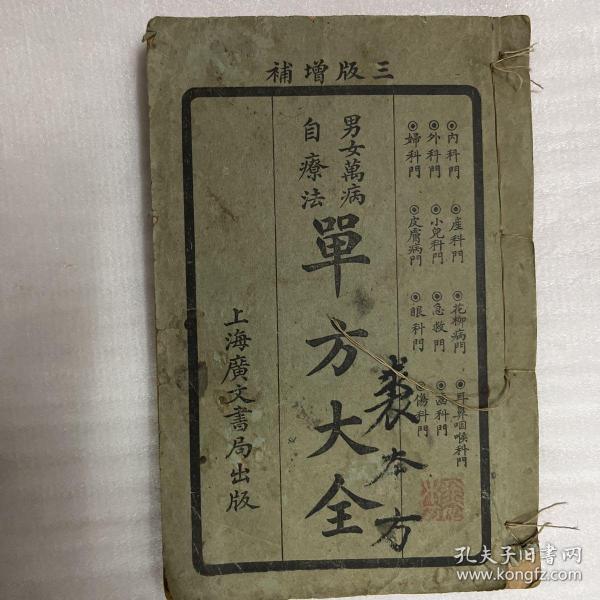 三版增補
◉內科門 ◉產科門 ◉花柳病門 ◉耳鼻咽喉科門
◉外科門 ◉小兒科門 ◉急救門 ◉齒科門
◉婦科門 ◉皮膚病門 ◉眼科門 ◉傷科門
男女萬病
自療法
單方大全
本方
上海廣文書局出版
孔夫子旧书网
www.kongfz.com